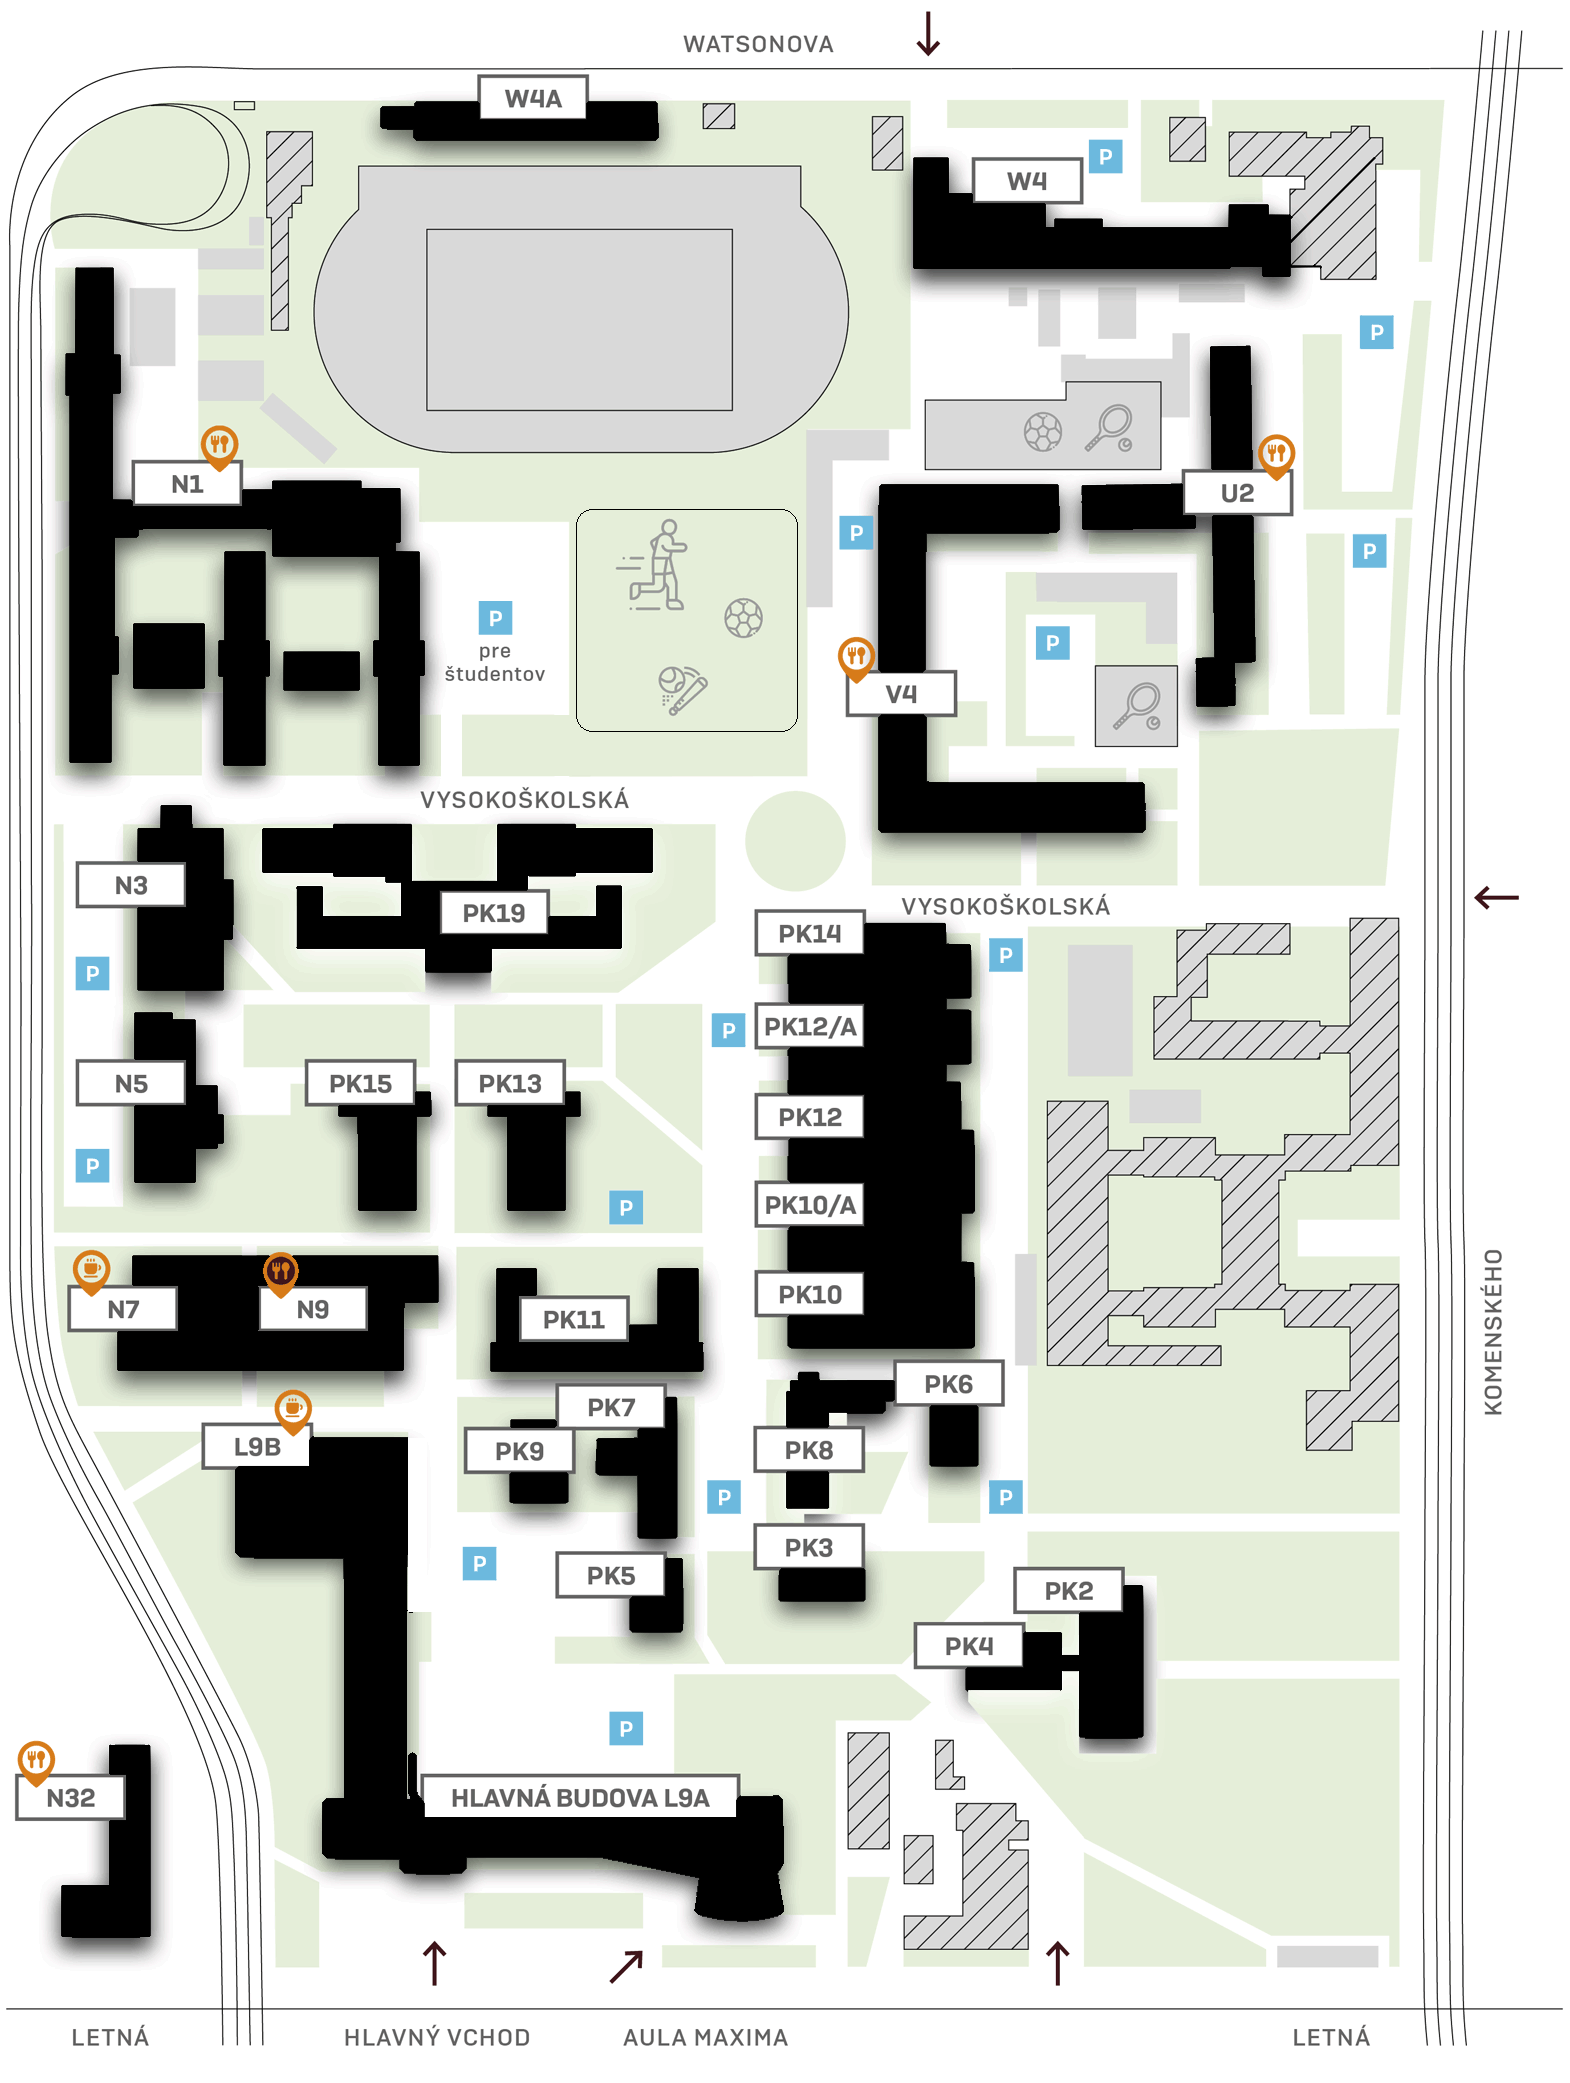 WATSONOVA
W4A
P
W4
P
N1
U2
P
P
P
pre
študentov
P
V4
VYSOKOŠKOLSKÁ
N3
PK19
VYSOKOŠKOLSKÁ
PK14
P
P
PK12/A
P
N5
PK15
PK13
PK12
P
PK10/A
P
PK10
N7
N9
PK11
KOMENSKÉHO
PK6
PK7
L9B
PK9
PK8
P
P
PK3
P
PK5
PK2
PK4
P
N32
HLAVNÁ BUDOVA L9A
LETNÁ
HLAVNÝ VCHOD
AULA MAXIMA
LETNÁ